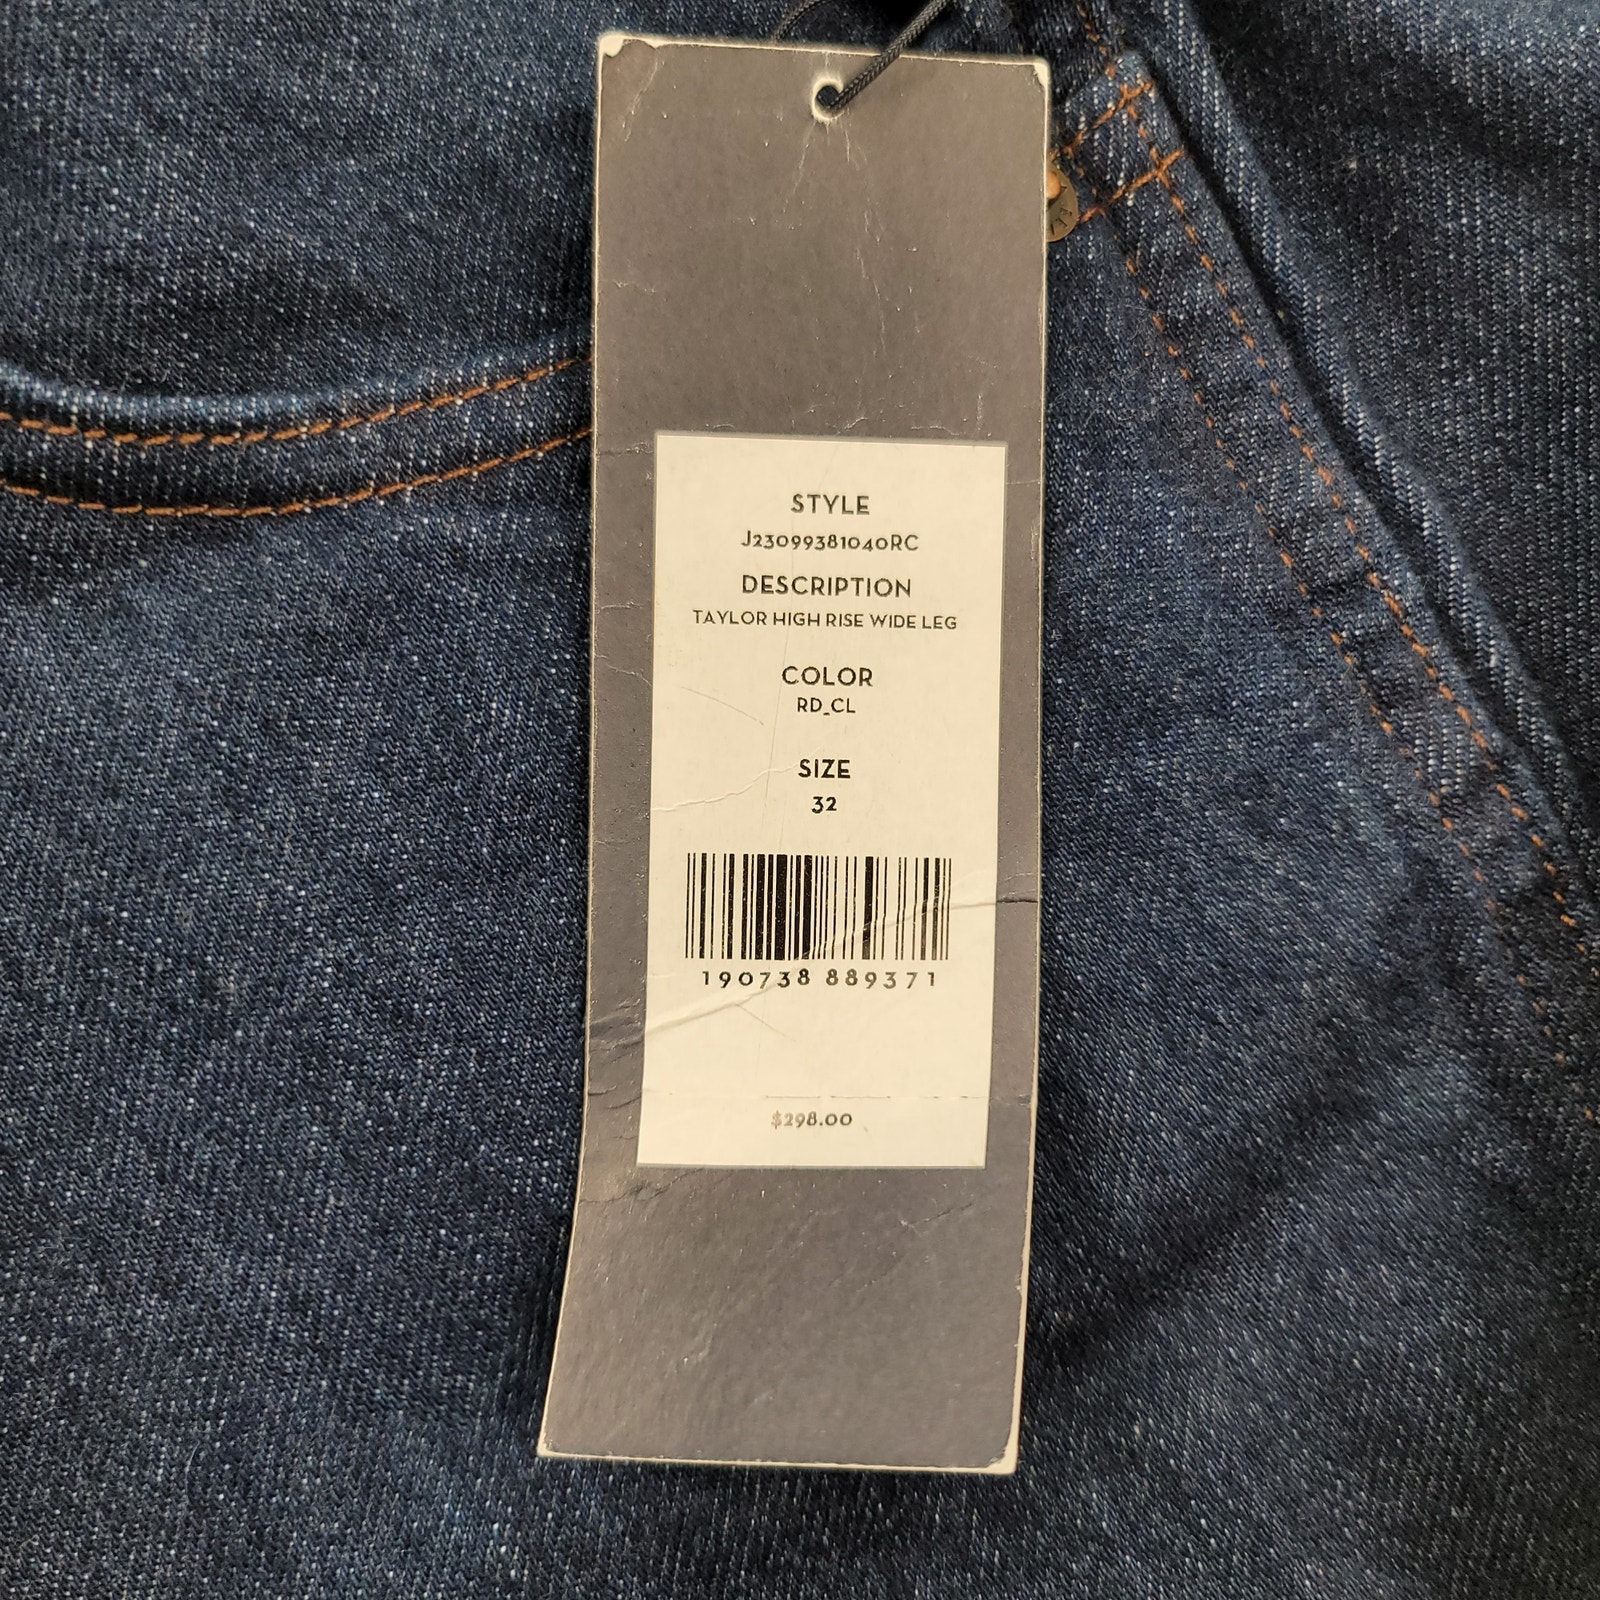 STYLE
J23099381040RC
DESCRIPTION
TAYLOR HIGH RISE WIDE LEG
COLOR
RD_CL
SIZE
32
190738 889371
$298.00